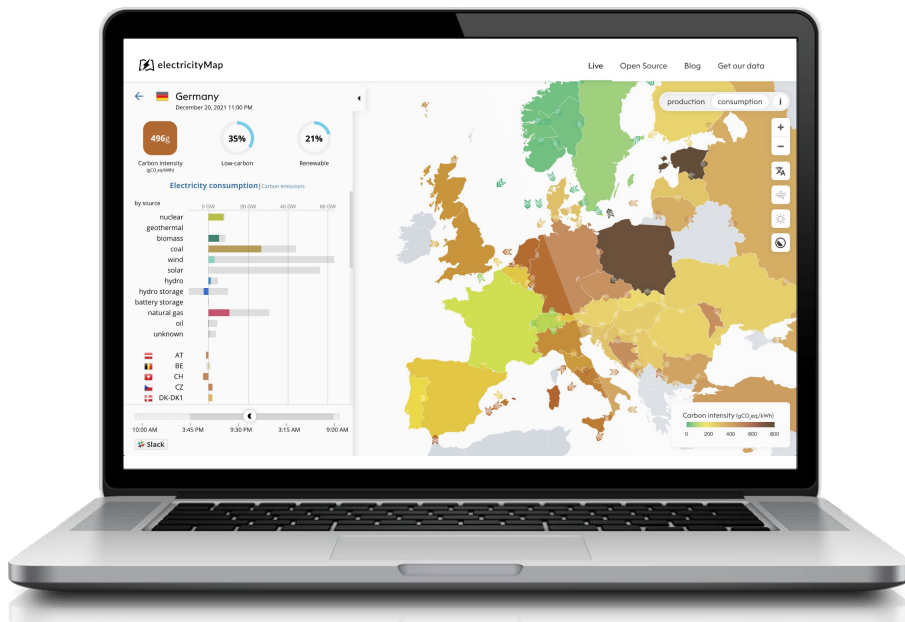 electricityMap
Live Open Source Blog Get our data
Germany
December 20, 2021 11:00 PM
production consumption i
496g 35% 21%
Carbon Intensity Low-carbon Renewable
(gCO₂eq/kWh)
Electricity consumption | Carbon emissions
by source 0 GW 20 GW 40 GW 60 GW
nuclear
geothermal
biomass
coal
wind
solar
hydro
hydro storage
battery storage
natural gas
oil
unknown
AT
BE
CH
CZ
DK-DK1
10:00 AM 3:45 PM 9:30 PM 3:15 AM 9:00 AM
Slack
Carbon intensity (gCO₂eq/kWh)
0 200 400 600 800